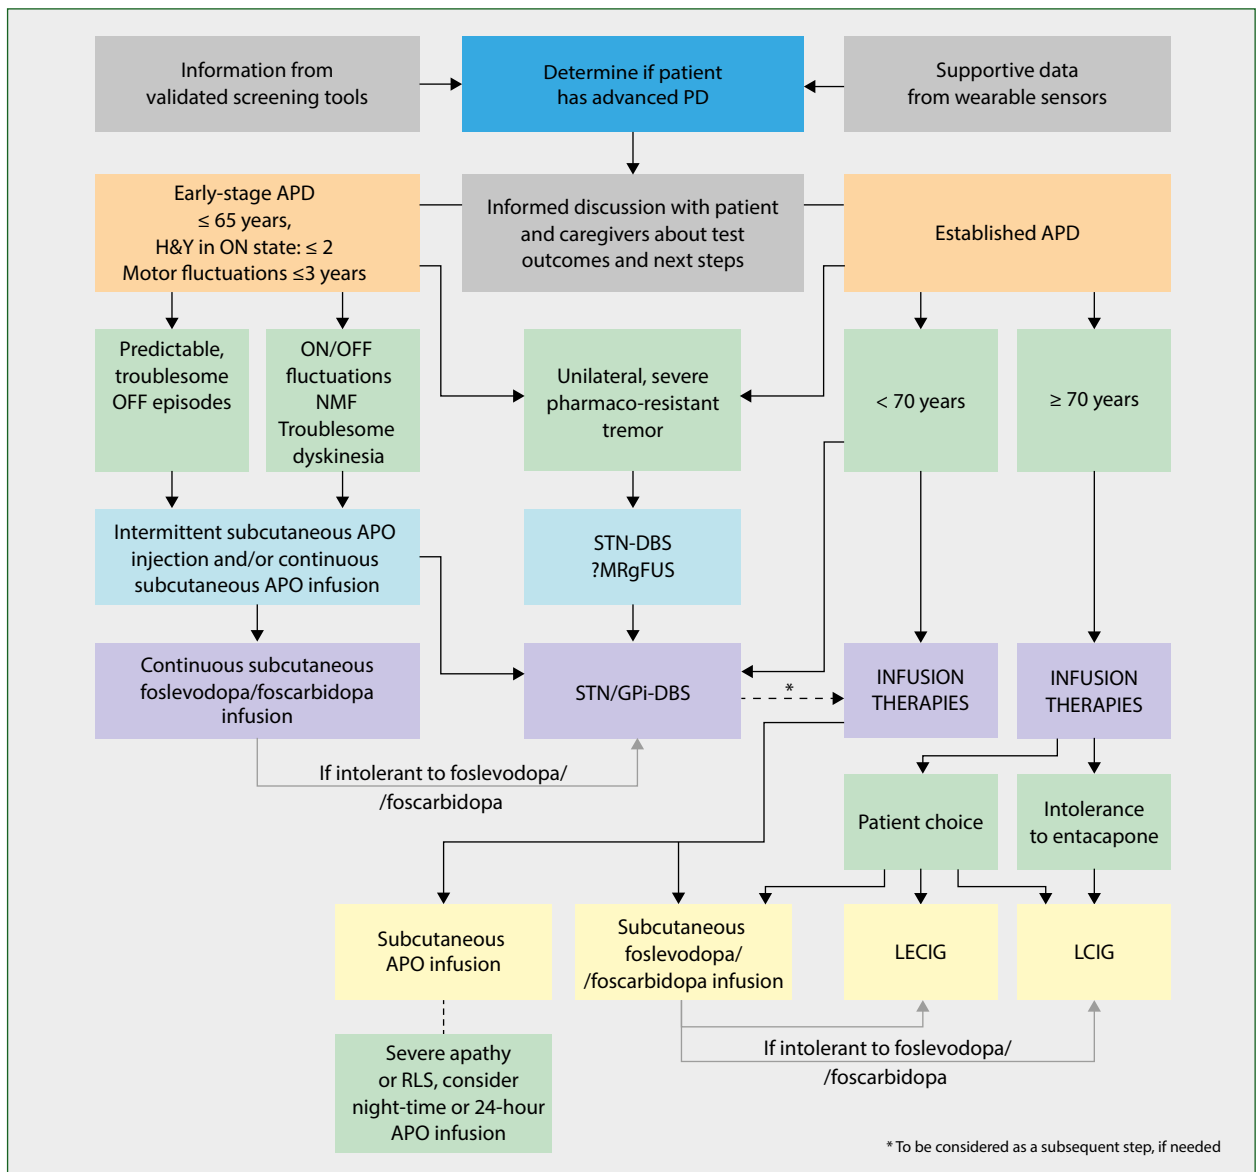 Information from
validated screening tools
Determine if patient
has advanced PD
Supportive data
from wearable sensors
Early-stage APD
≤ 65 years,
H&Y in ON state: ≤ 2
Motor fluctuations ≤3 years
Informed discussion with patient
and caregivers about test
outcomes and next steps
Established APD
Predictable,
troublesome
OFF episodes
ON/OFF
fluctuations
NMF
Troublesome
dyskinesia
Unilateral, severe
pharmaco-resistant
tremor
< 70 years
≥ 70 years
Intermittent subcutaneous APO
injection and/or continuous
subcutaneous APO infusion
STN-DBS
?MRgFUS
Continuous subcutaneous
foslevodopa/foscarbidopa
infusion
STN/GPi-DBS
*
INFUSION
THERAPIES
INFUSION
THERAPIES
If intolerant to foslevodopa/
/foscarbidopa
Patient choice
Intolerance
to entacapone
Subcutaneous
APO infusion
Subcutaneous
foslevodopa/
/foscarbidopa infusion
LECIG
LCIG
If intolerant to foslevodopa/
/foscarbidopa
Severe apathy
or RLS, consider
night-time or 24-hour
APO infusion
* To be considered as a subsequent step, if needed